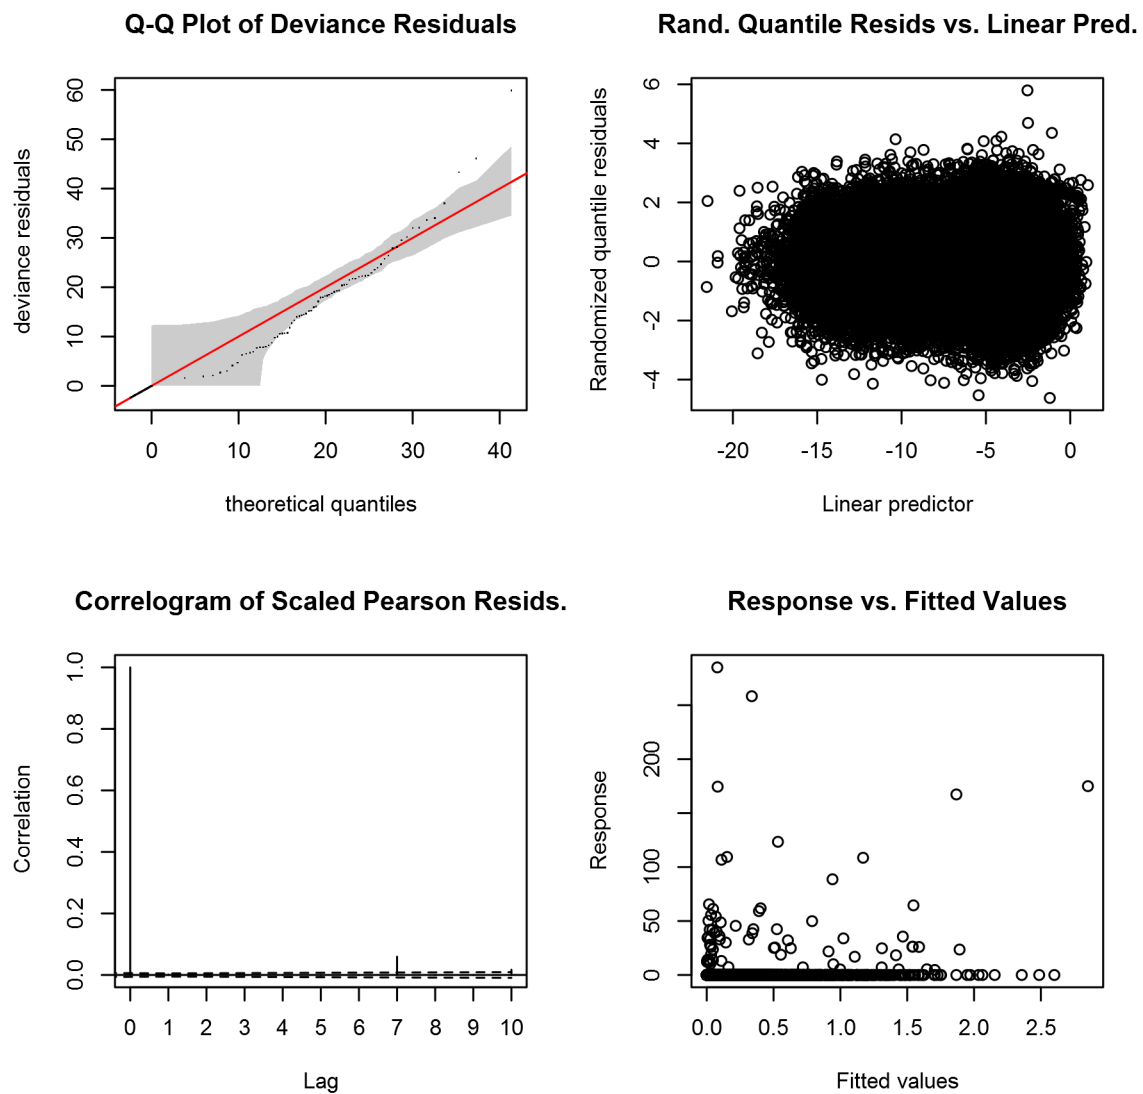 Q-Q Plot of Deviance Residuals
deviance residuals
60
50
40
30
20
10
0
0 10 20 30 40
theoretical quantiles
Rand. Quantile Resids vs. Linear Pred.
Randomized quantile residuals
6
4
2
0
-2
-4
-20 -15 -10 -5 0
Linear predictor
Correlogram of Scaled Pearson Resids.
Correlation
1.0
0.8
0.6
0.4
0.2
0.0
0 1 2 3 4 5 6 7 8 9 10
Lag
Response vs. Fitted Values
Response
200
100
50
0
0.0 0.5 1.0 1.5 2.0 2.5
Fitted values